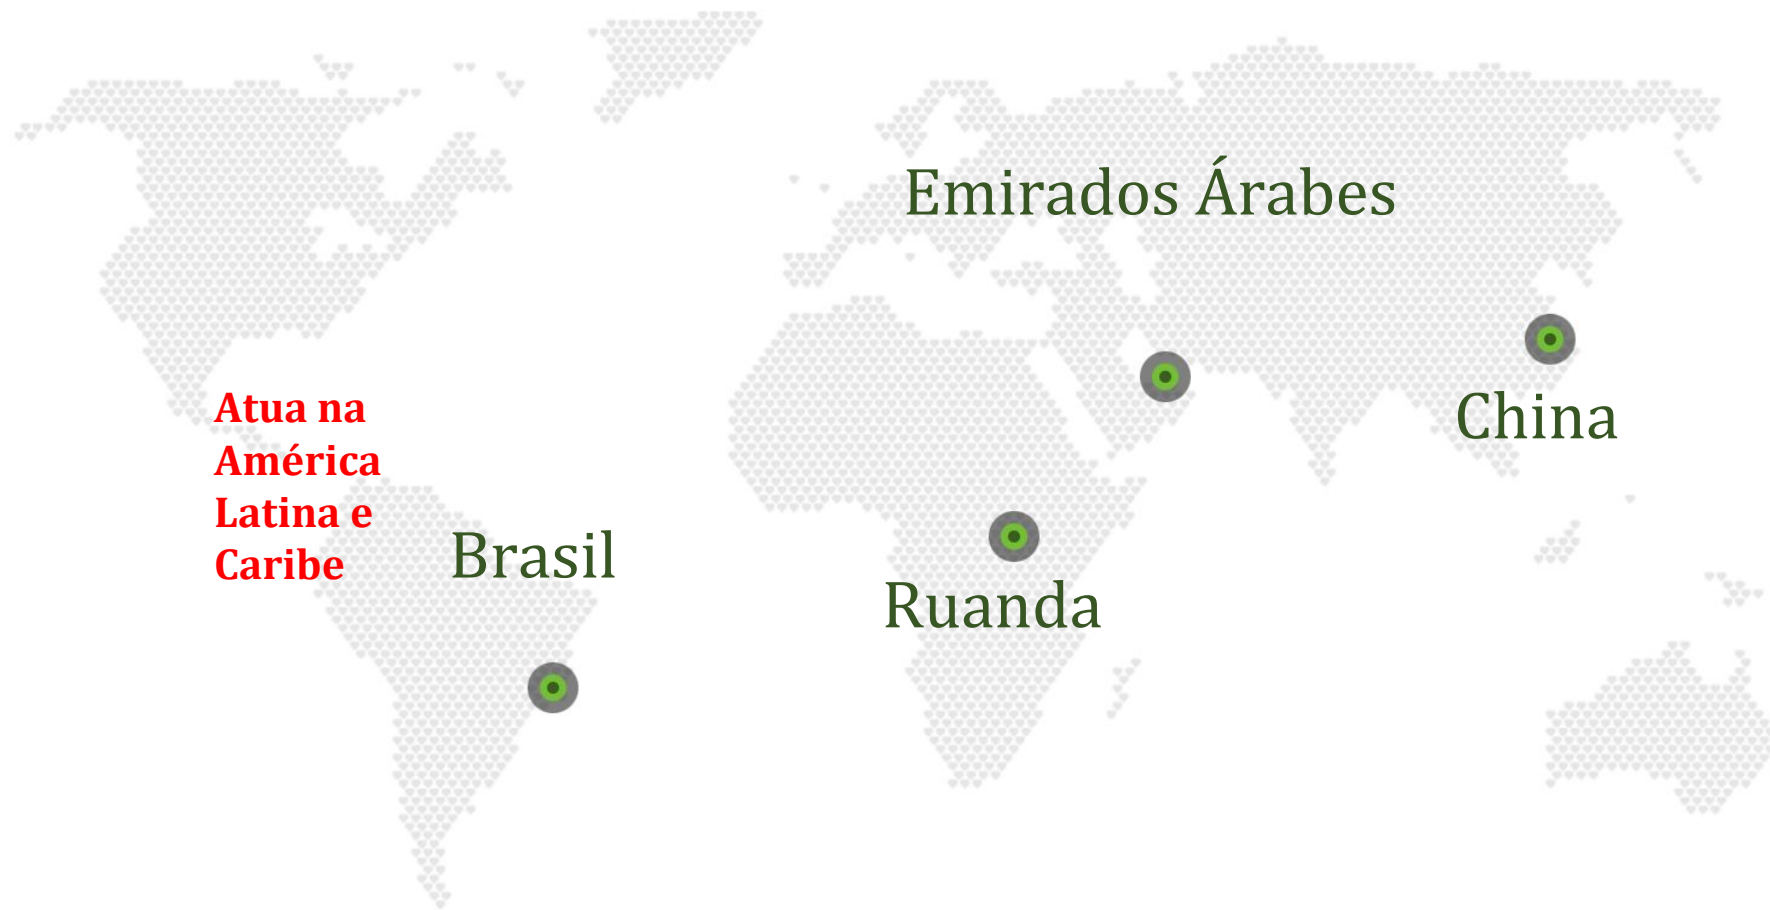 Emirados Árabes
China
Atua na
América
Latina e
Caribe
Brasil
Ruanda